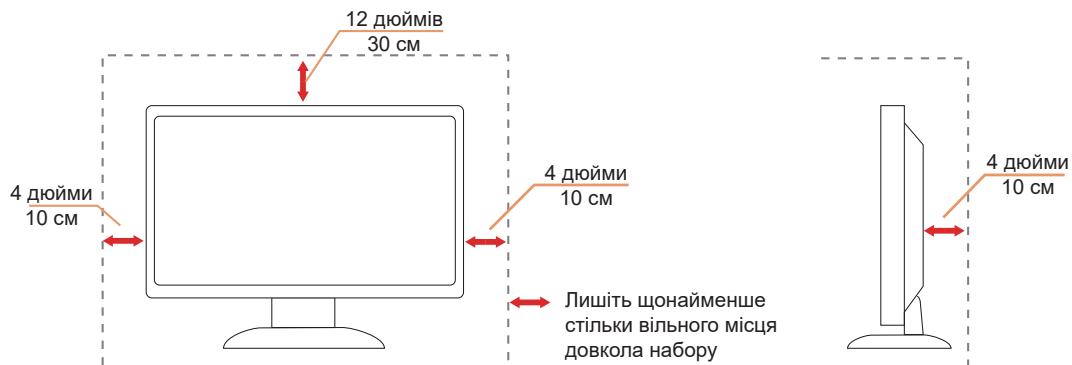 12 дюймів
30 см
4 дюйми
10 см
4 дюйми
10 см
4 дюйми
10 см
Лишіть щонайменше
стільки вільного місця
довкола набору